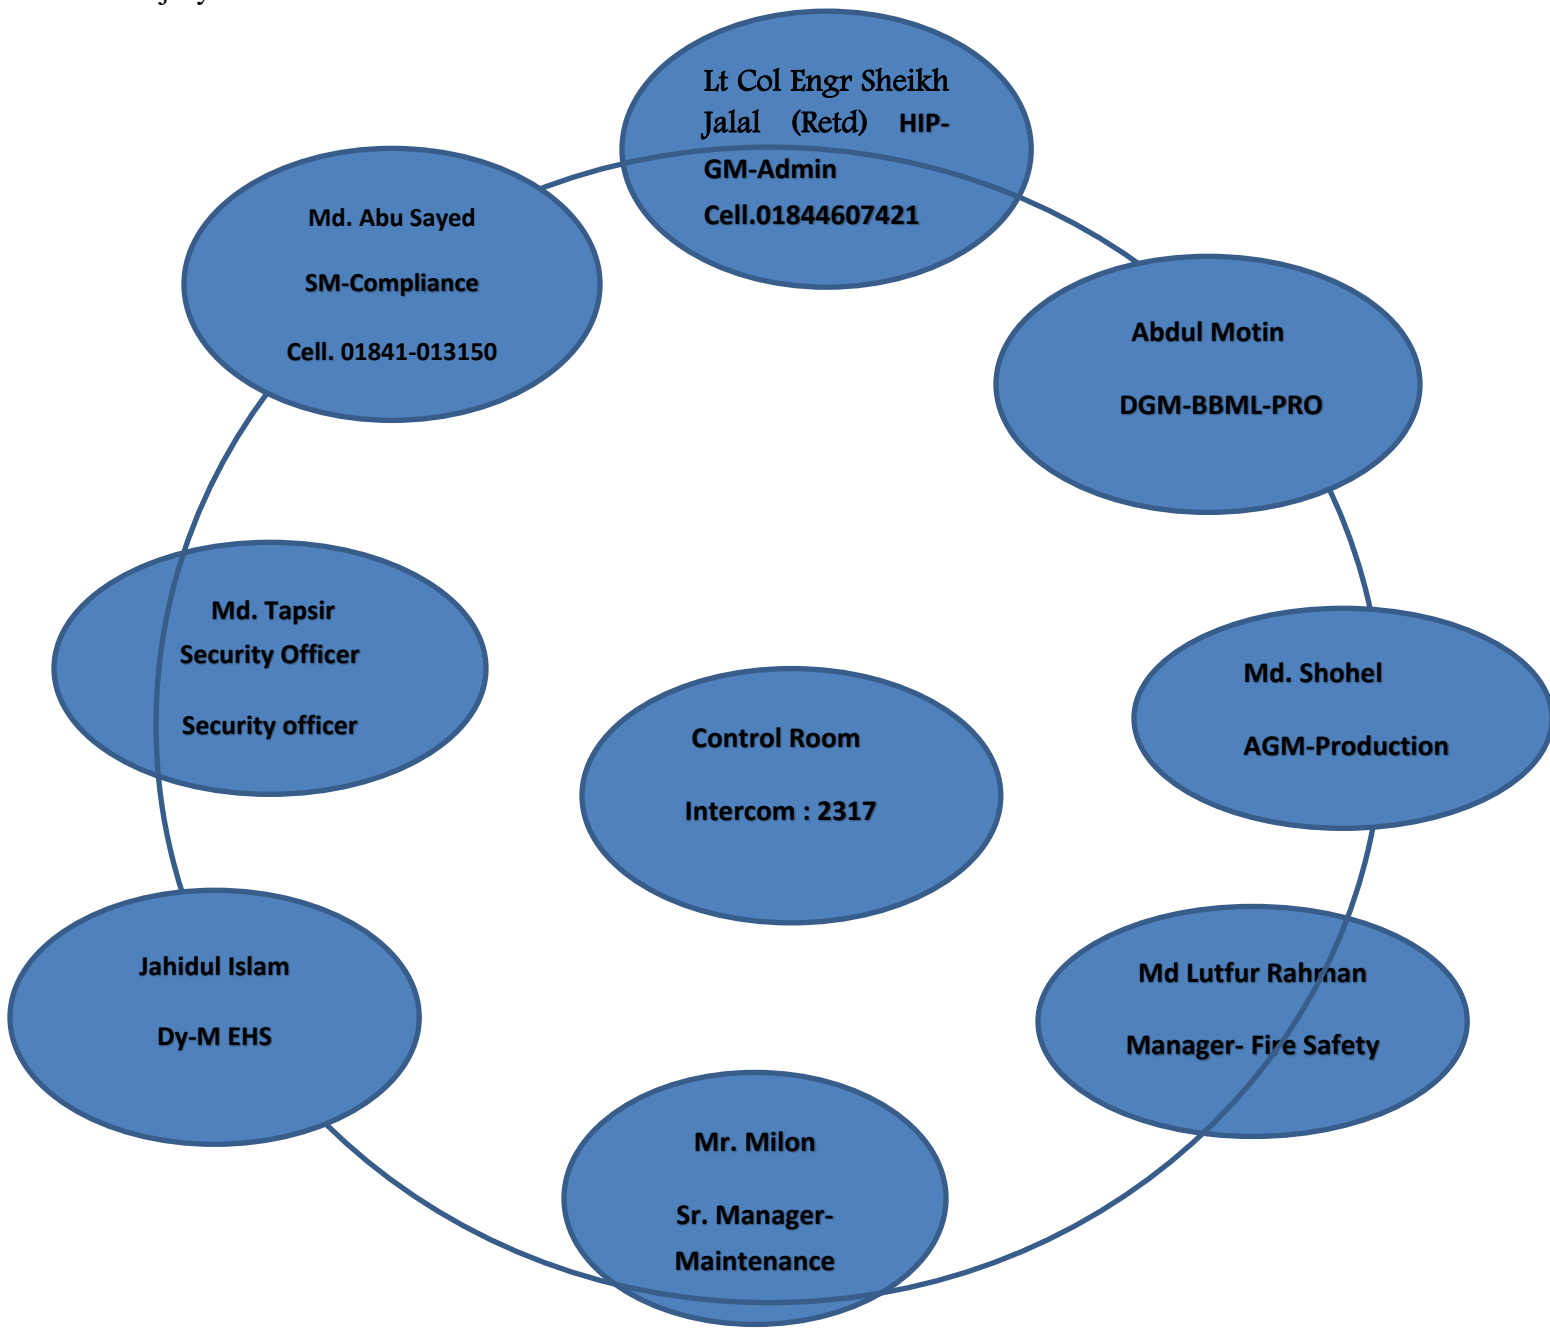 Lt Col Engr Sheikh
Jalal (Retd) HIP-
GM-Admin
Cell.01844607421
Md. Abu Sayed
SM-Compliance
Cell. 01841-013150
Abdul Motin
DGM-BBML-PRO
Md. Tapsir
Security Officer
Security officer
Md. Shohel
AGM-Production
Control Room
Intercom : 2317
Jahidul Islam
Dy-M EHS
Md Lutfur Rahman
Manager- Fire Safety
Mr. Milon
Sr. Manager-
Maintenance